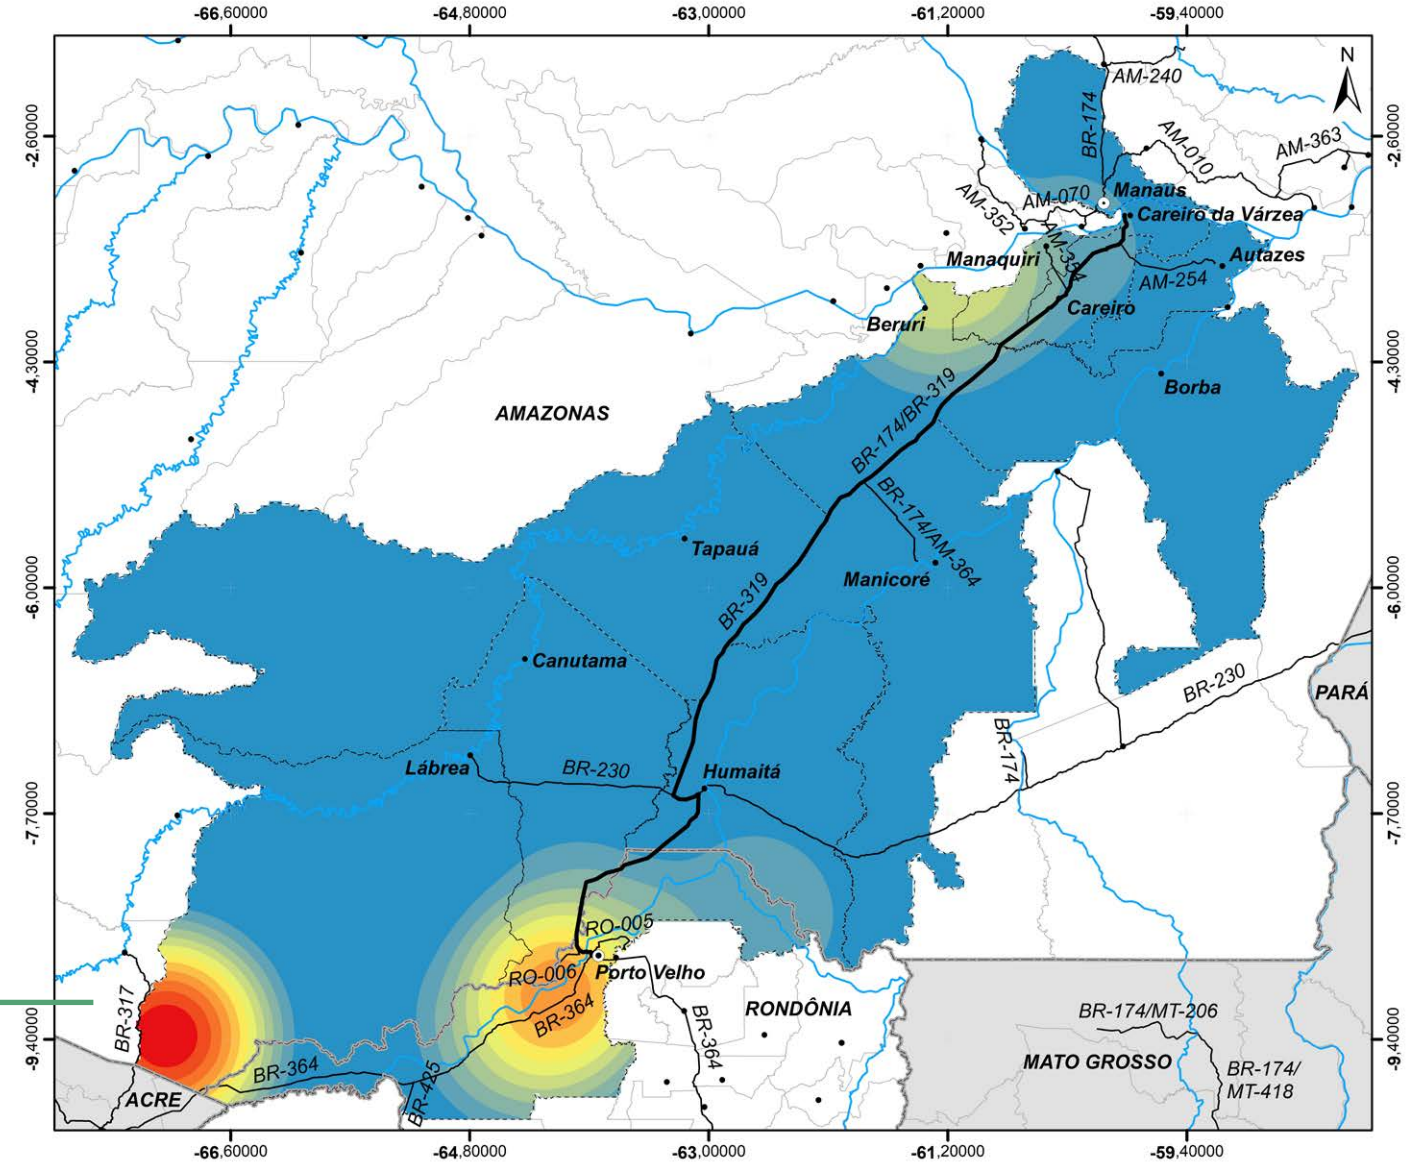 -66,60000
-64,80000
-63,00000
-61,20000
-59,40000
N
AM-240
BR-174
-2,60000
-2,60000
AM-010
AM-363
AM-070
Manaus
AM-352
Careiro da Várzea
AM-354
Manaquiri
Autazes
AM-254
Careiro
Beruri
-4,30000
-4,30000
Borba
AMAZONAS
BR-174/BR-319
BR-174/AM-364
Tapauá
Manicoré
-6,00000
-6,00000
BR-319
Canutama
BR-230
PARÁ
BR-174
Lábrea
BR-230
Humaitá
-7,70000
-7,70000
RO-005
RO-006
Porto Velho
BR-364
RONDÔNIA
BR-317
BR-364
BR-174/MT-206
-9,40000
-9,40000
MATO GROSSO
BR-364
BR-425
BR-174/
MT-418
ACRE
-66,60000
-64,80000
-63,00000
-61,20000
-59,40000